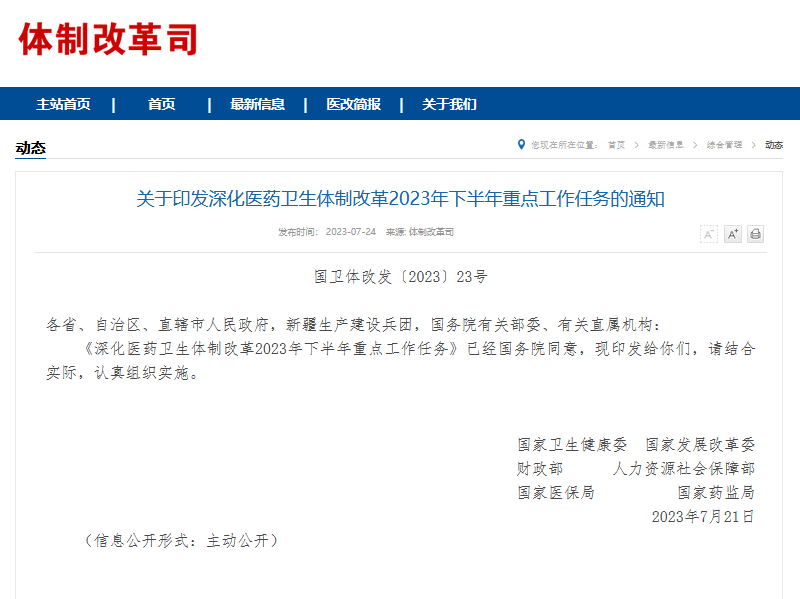 体制改革司
主站首页 | 首页 | 最新信息 | 医改简报 | 关于我们
动态
您现在所在位置： 首页 > 最新信息 > 综合管理 > 动态
关于印发深化医药卫生体制改革2023年下半年重点工作任务的通知
发布时间： 2023-07-24 来源: 体制改革司
A- A+
国卫体改发〔2023〕23号
各省、自治区、直辖市人民政府，新疆生产建设兵团，国务院有关部委、有关直属机构：
《深化医药卫生体制改革2023年下半年重点工作任务》已经国务院同意，现印发给你们，请结合
实际，认真组织实施。
国家卫生健康委 国家发展改革委
财政部 人力资源社会保障部
国家医保局 国家药监局
2023年7月21日
（信息公开形式：主动公开）